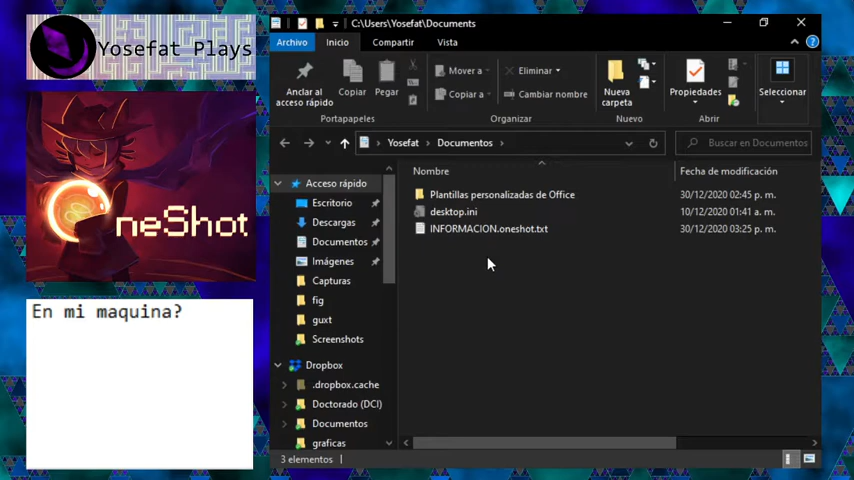 Yosefat Plays
OneShot
En mi maquina?
C:\Users\Yosefat\Documents
Archivo
Inicio
Compartir
Vista
Anclar al
acceso rápido
Copiar
Pegar
Portapapeles
Mover a
Copiar a
Eliminar
Cambiar nombre
Organizar
Nueva
carpeta
Nuevo
Propiedades
Abrir
Seleccionar
Yosefat › Documentos ›
Buscar en Documentos
Acceso rápido
Escritorio
Descargas
Documentos
Imágenes
Capturas
fig
guxt
Screenshots
Dropbox
.dropbox.cache
Doctorado (DCI)
Documentos
graficas
Nombre
Fecha de modificación
Plantillas personalizadas de Office
30/12/2020 02:45 p. m.
desktop.ini
10/12/2020 01:41 a. m.
INFORMACION.oneshot.txt
30/12/2020 03:25 p. m.
3 elementos